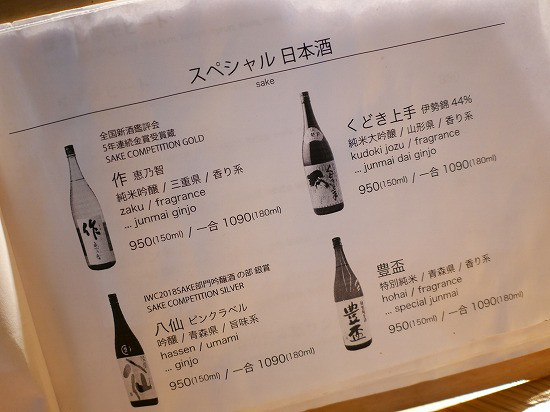 スペシャル 日本酒
sake
全国新酒鑑評会
5年連続金賞受賞蔵
SAKE COMPETITION GOLD
作 恵乃智
純米吟醸 / 三重県 / 香り系
zaku / fragrance
... junmai ginjo
950(150ml) / 一合 1090(180ml)
くどき上手 伊勢錦 44%
純米大吟醸 / 山形県 / 香り系
kudoki jozu / fragrance
... junmai dai ginjo
950(150ml) / 一合 1090(180ml)
IWC2018SAKE部門吟醸酒 の部 銀賞
SAKE COMPETITION SILVER
八仙 ピンクラベル
吟醸 / 青森県 / 旨味系
hassen / umami
... ginjo
950(150ml) / 一合 1090(180ml)
豊盃
特別純米 / 青森県 / 香り系
hohai / fragrance
... special junmai
950(150ml) / 一合 1090(180ml)
作
豊盃